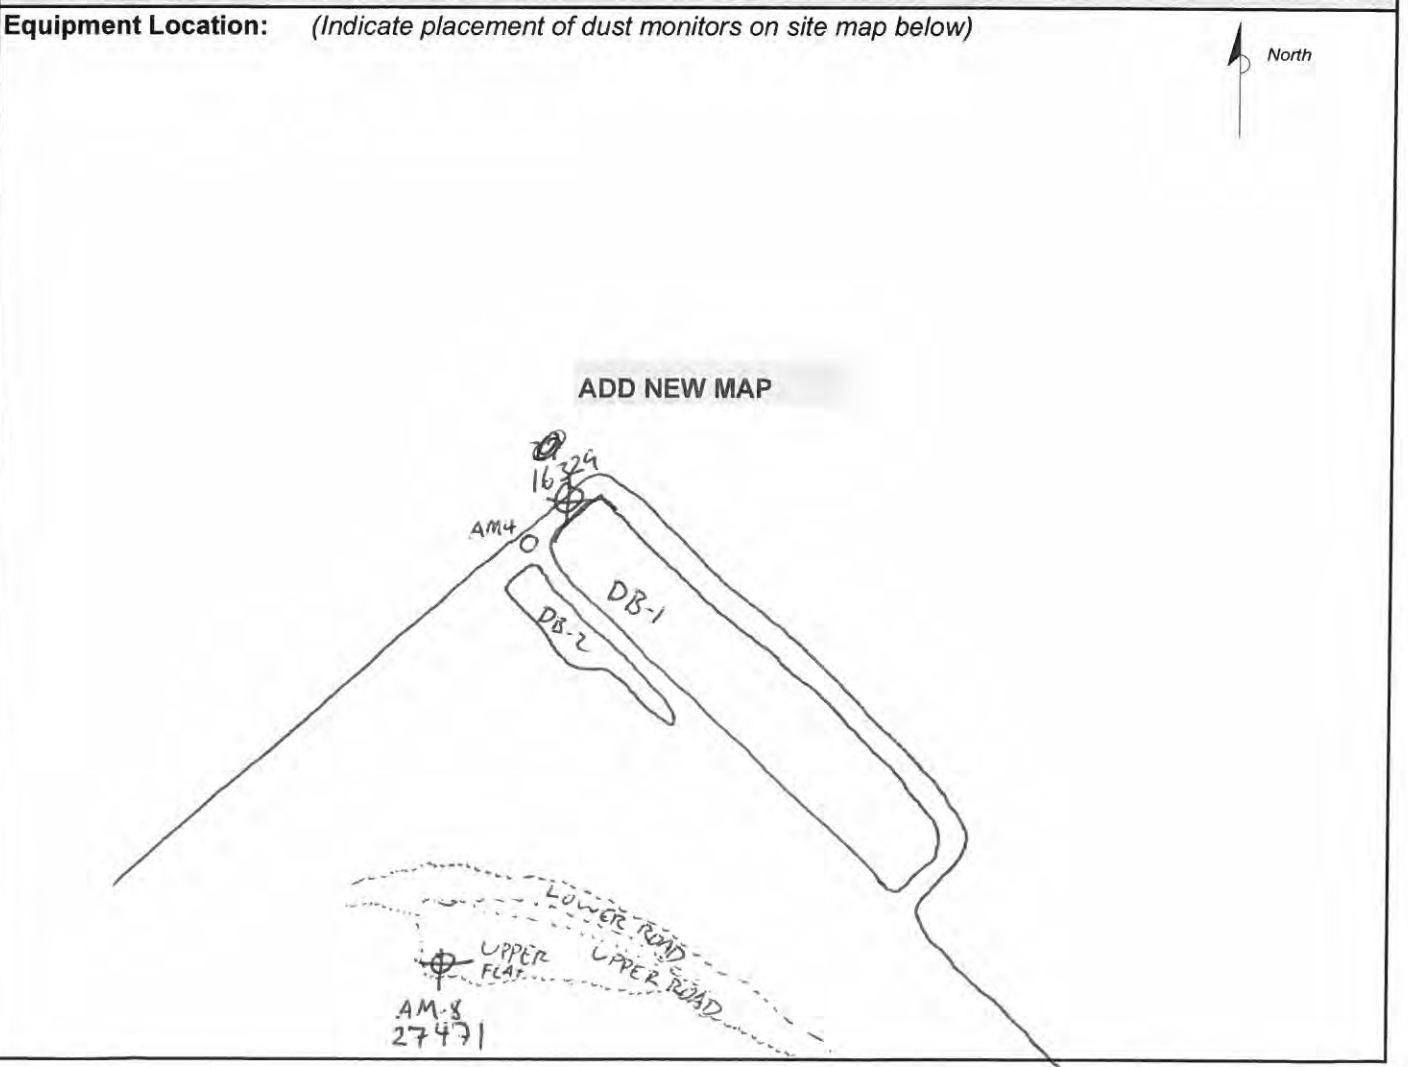 Equipment Location: (Indicate placement of dust monitors on site map below)
North
ADD NEW MAP
16329
AM4
DB-1
DB-2
LOWER ROAD
UPPER FLAT
UPPER ROAD
AM-8
27471